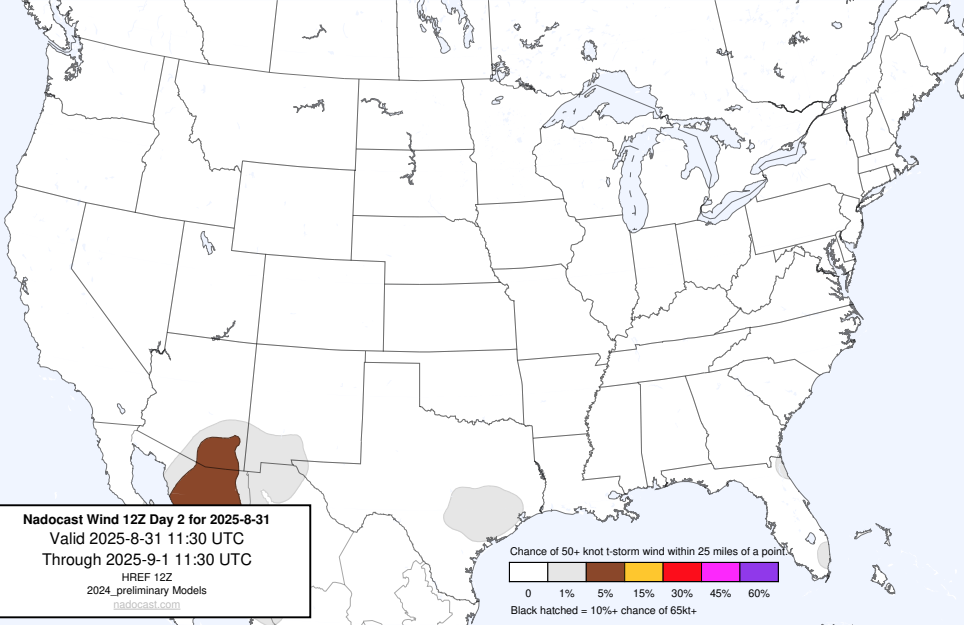 Nadocast Wind 12Z Day 2 for 2025-8-31
Valid 2025-8-31 11:30 UTC
Through 2025-9-1 11:30 UTC
HREF 12Z
2024_preliminary Models
nadocast.com
Chance of 50+ knot t-storm wind within 25 miles of a point.
0 1% 5% 15% 30% 45% 60%
Black hatched = 10%+ chance of 65kt+